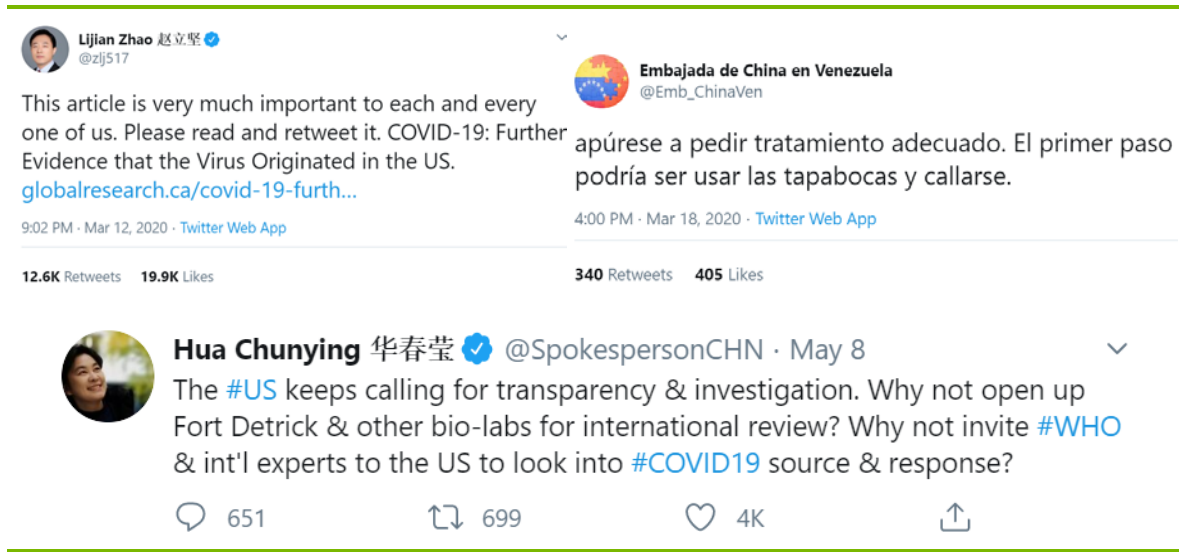 Lijian Zhao 赵立坚
@zlj517
This article is very much important to each and every
one of us. Please read and retweet it. COVID-19: Further
Evidence that the Virus Originated in the US.
globalresearch.ca/covid-19-furth...
9:02 PM · Mar 12, 2020 · Twitter Web App
12.6K Retweets 19.9K Likes
Embajada de China en Venezuela
@Emb_ChinaVen
apúrese a pedir tratamiento adecuado. El primer paso
podría ser usar las tapabocas y callarse.
4:00 PM · Mar 18, 2020 · Twitter Web App
340 Retweets 405 Likes
Hua Chunying 华春莹 @SpokespersonCHN · May 8
The #US keeps calling for transparency & investigation. Why not open up
Fort Detrick & other bio-labs for international review? Why not invite #WHO
& int'l experts to the US to look into #COVID19 source & response?
651 699 4K